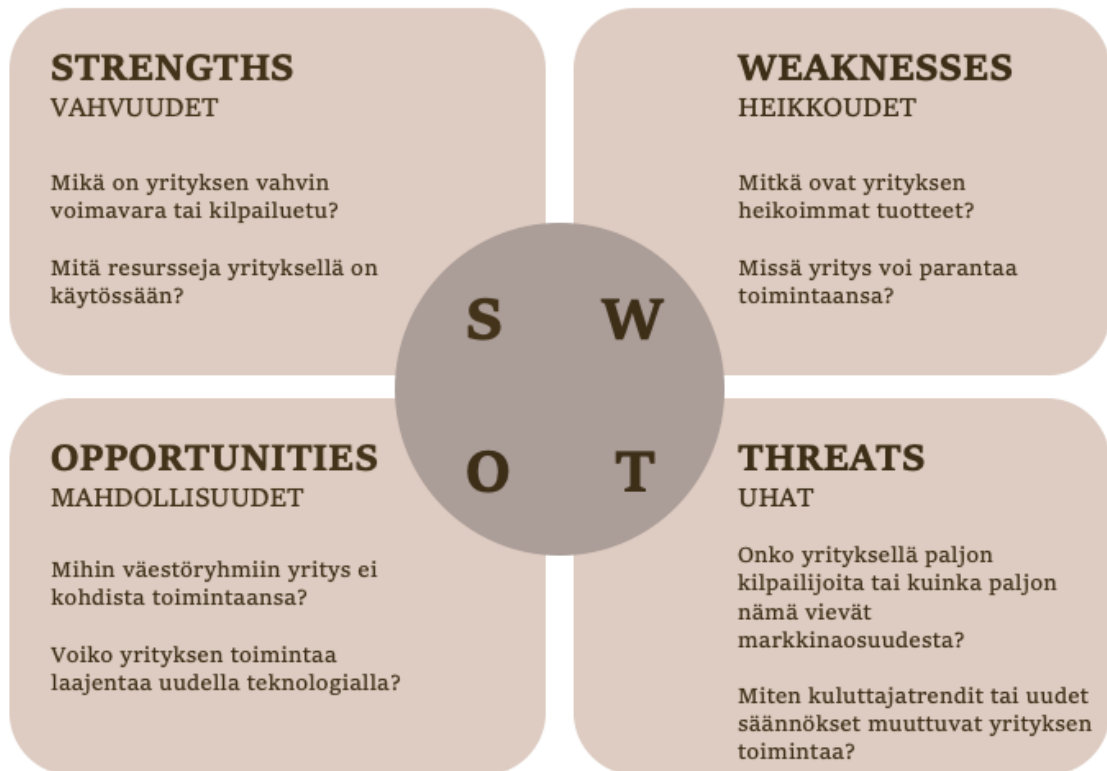 STRENGTHS
VAHVUUDET
Mikä on yrityksen vahvin
voimavara tai kilpailuetu?
Mitä resursseja yrityksellä on
käytössään?
WEAKNESSES
HEIKKOUDET
Mitkä ovat yrityksen
heikoimmat tuotteet?
Missä yritys voi parantaa
toimintaansa?
S W
O T
OPPORTUNITIES
MAHDOLLISUUDET
Mihin väestöryhmiin yritys ei
kohdista toimintaansa?
Voiko yrityksen toimintaa
laajentaa uudella teknologialla?
THREATS
UHAT
Onko yrityksellä paljon
kilpailijoita tai kuinka paljon
nämä vievät
markkinaosuudesta?
Miten kuluttajatrendit tai uudet
säännökset muuttuvat yrityksen
toimintaa?